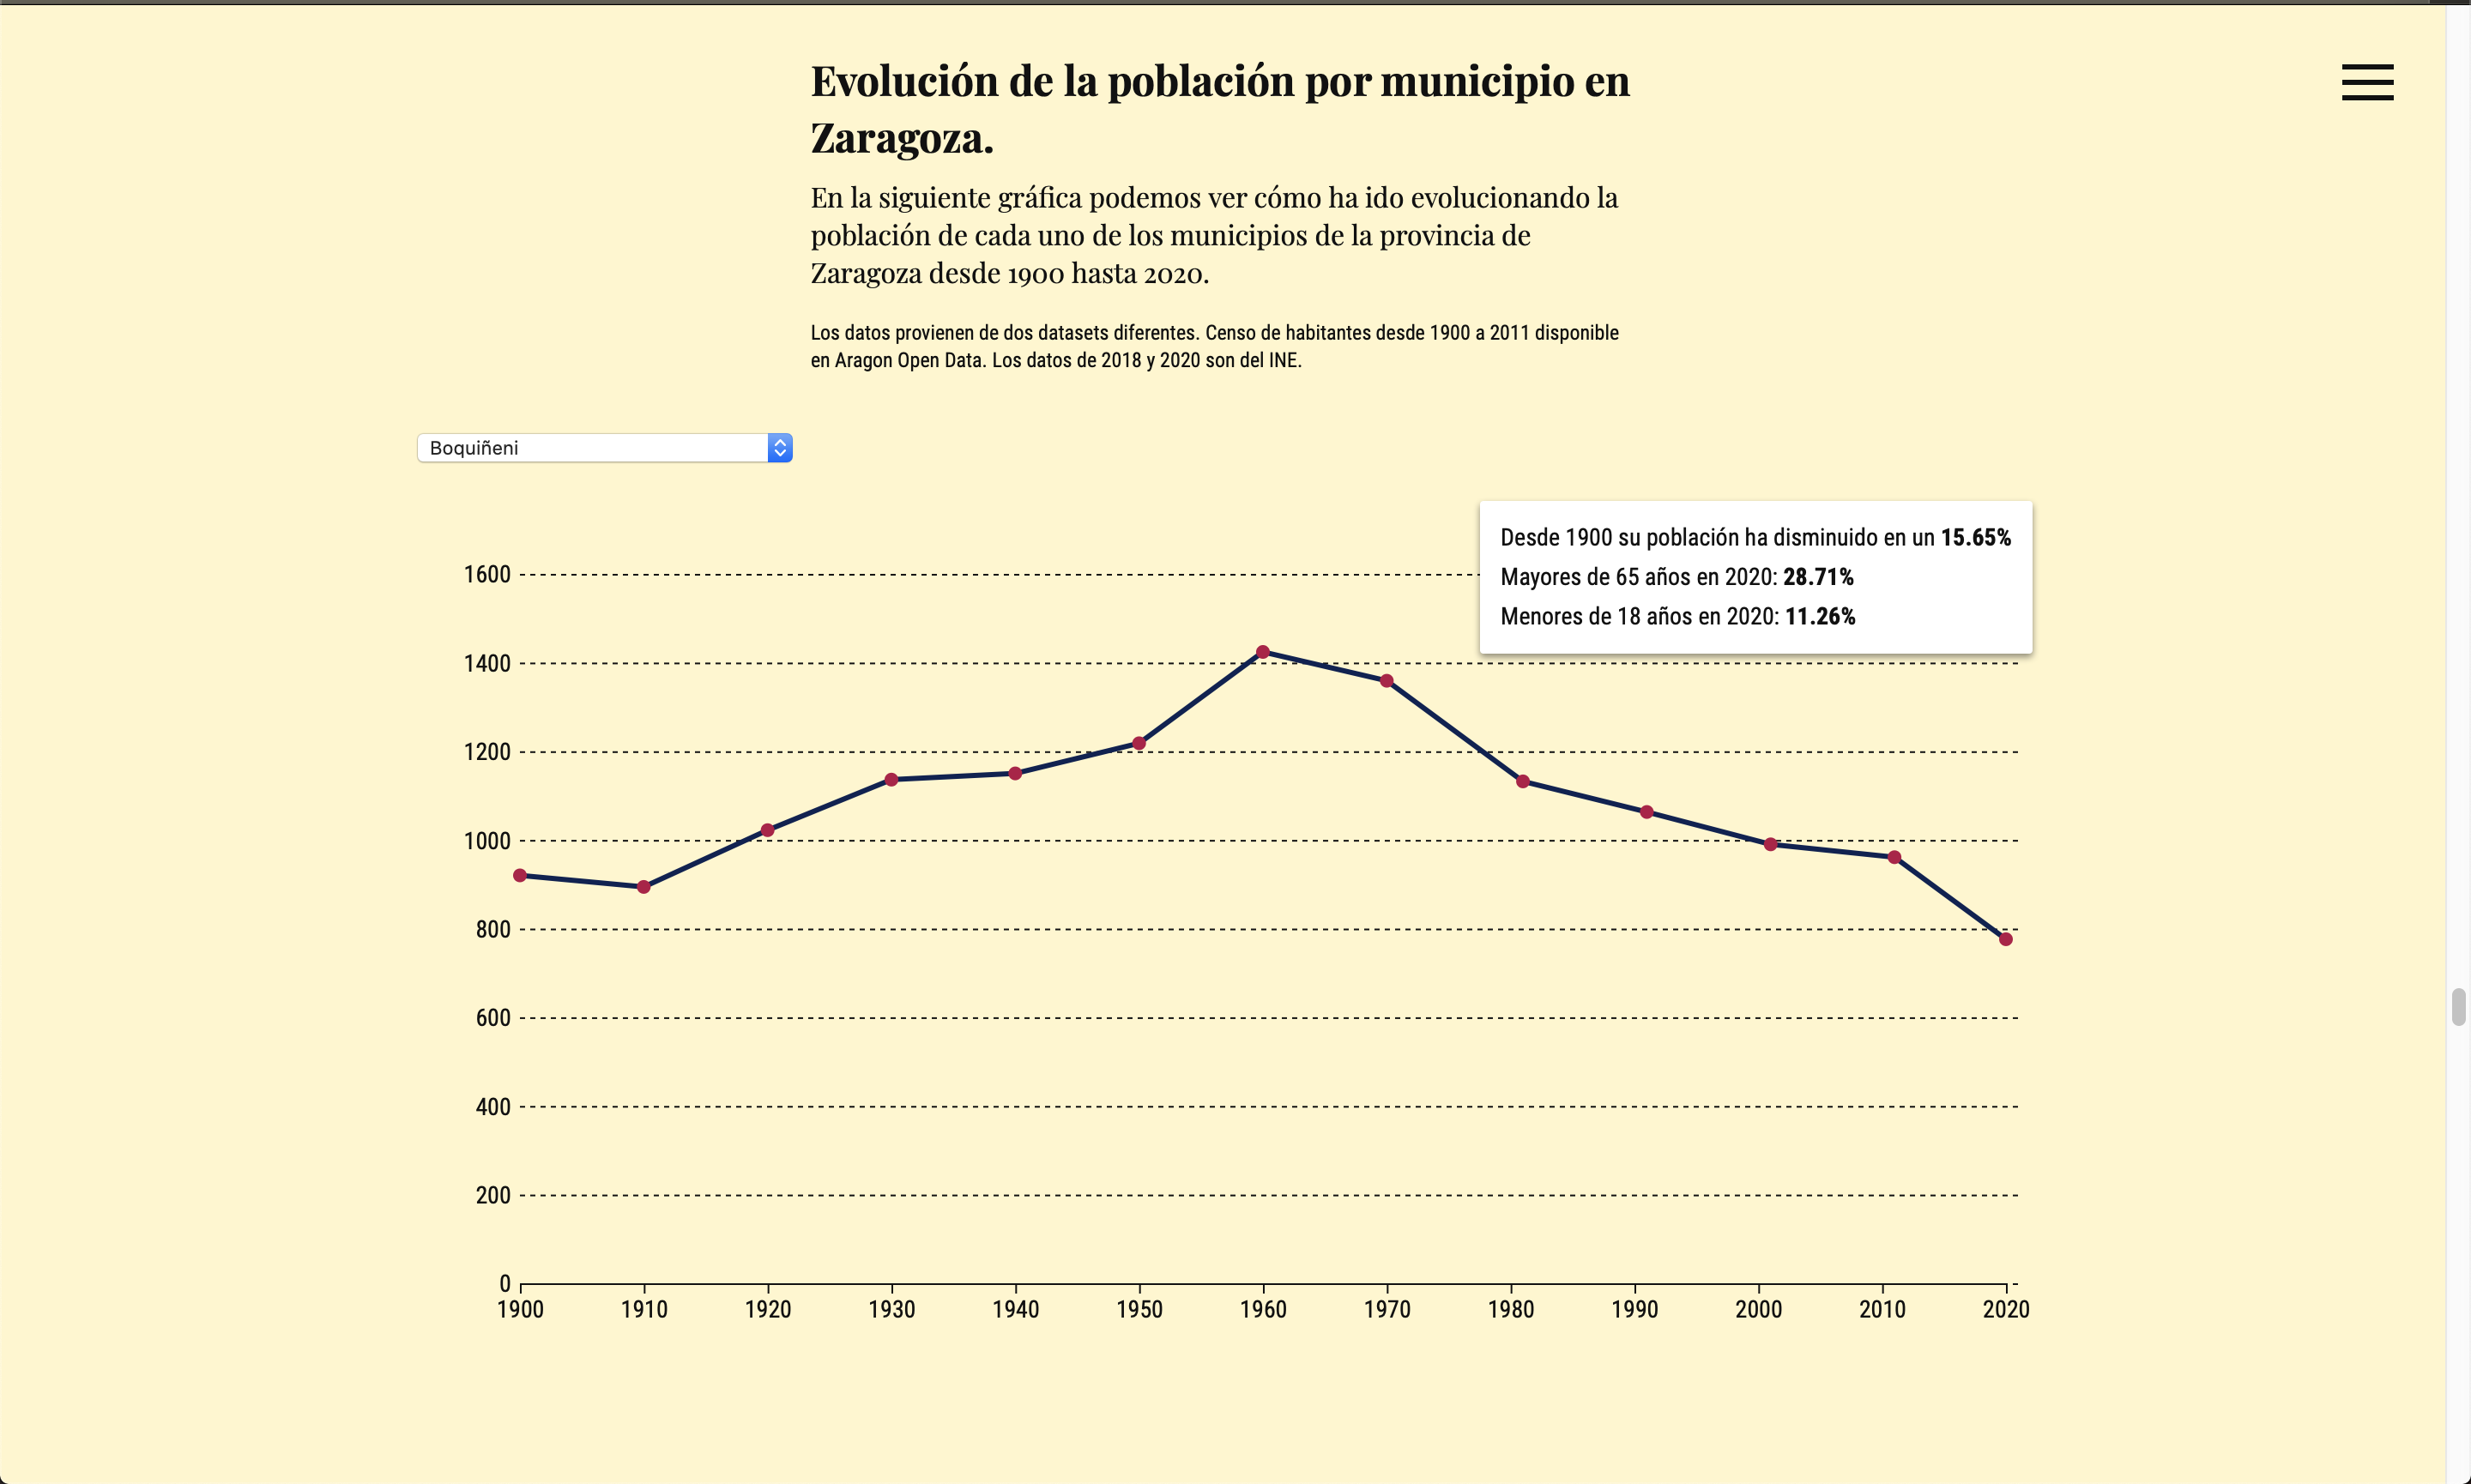 Evolución de la población por municipio en
Zaragoza.
En la siguiente gráfica podemos ver cómo ha ido evolucionando la
población de cada uno de los municipios de la provincia de
Zaragoza desde 1900 hasta 2020.
Los datos provienen de dos datasets diferentes. Censo de habitantes desde 1900 a 2011 disponible
en Aragon Open Data. Los datos de 2018 y 2020 son del INE.
Boquiñeni
Desde 1900 su población ha disminuido en un 15.65%
Mayores de 65 años en 2020: 28.71%
Menores de 18 años en 2020: 11.26%
1600
1400
1200
1000
800
600
400
200
0
1900 1910 1920 1930 1940 1950 1960 1970 1980 1990 2000 2010 2020